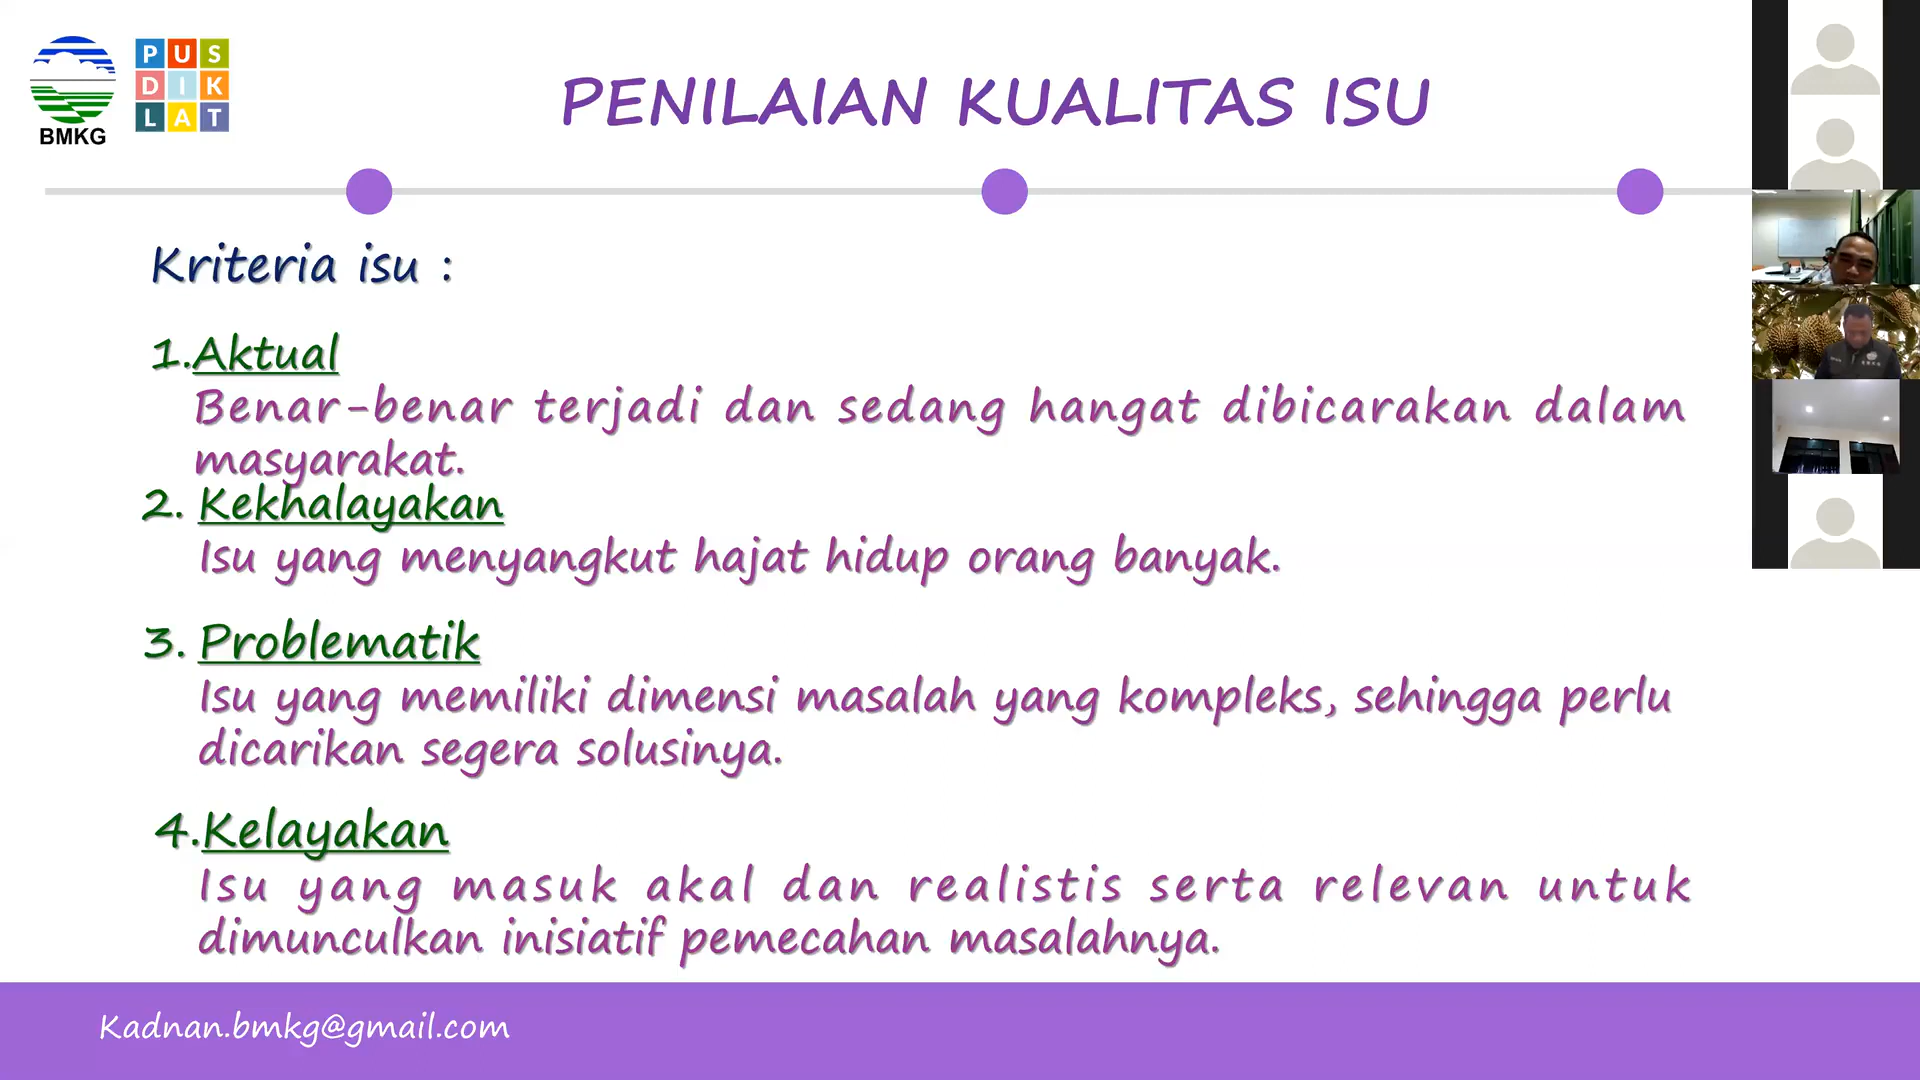 PUS
DIK
LAT
BMKG
PENILAIAN KUALITAS ISU
Kriteria isu :
1.Aktual
Benar-benar terjadi dan sedang hangat dibicarakan dalam
masyarakat.
2. Kekhalayakan
Isu yang menyangkut hajat hidup orang banyak.
3. Problematik
Isu yang memiliki dimensi masalah yang kompleks, sehingga perlu
dicarikan segera solusinya.
4.Kelayakan
Isu yang masuk akal dan realistis serta relevan untuk
dimunculkan inisiatif pemecahan masalahnya.
Kadnan.bmkg@gmail.com